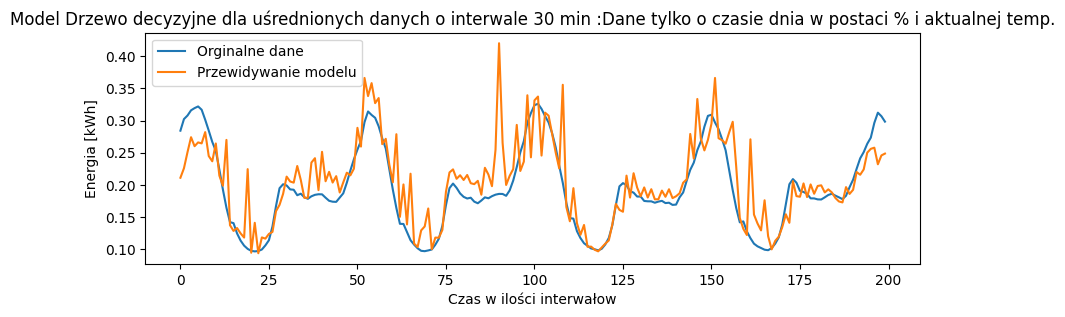 Model Drzewo decyzyjne dla uśrednionych danych o interwale 30 min :Dane tylko o czasie dnia w postaci % i aktualnej temp.
Orginalne dane
Przewidywanie modelu
Energia [kWh]
0.40
0.35
0.30
0.25
0.20
0.15
0.10
0 25 50 75 100 125 150 175 200
Czas w ilości interwałow